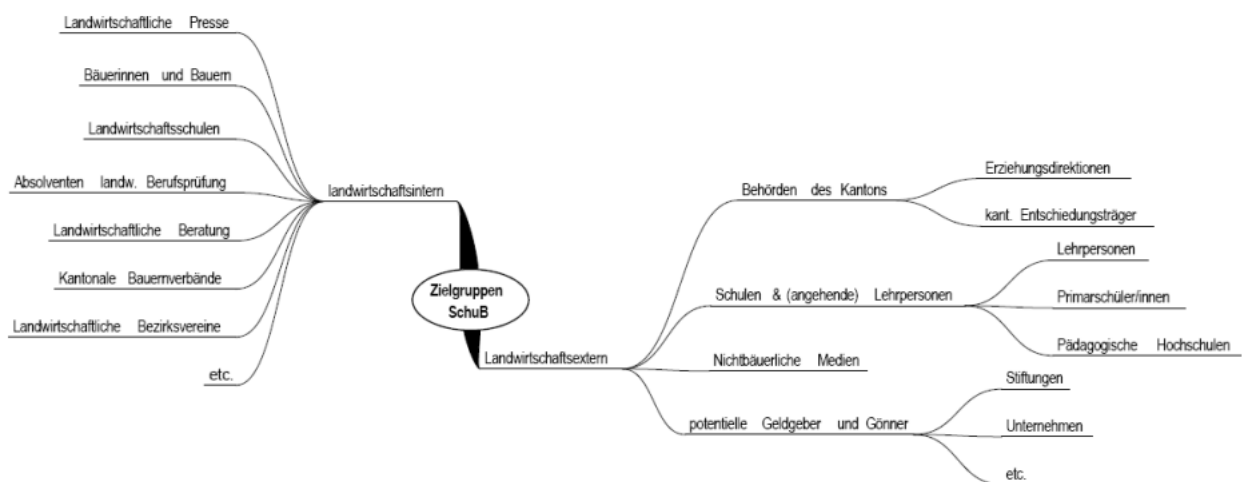 Landwirtschaftliche Presse
Bäuerinnen und Bauern
Landwirtschaftsschulen
Absolventen landw. Berufsprüfung
Landwirtschaftliche Beratung
Kantonale Bauernverbände
Landwirtschaftliche Bezirksvereine
etc.
landwirtschaftsintern
Zielgruppen
SchuB
Landwirtschaftsextern
Behörden des Kantons
Erziehungsdirektionen
kant. Entschiedungsträger
Schulen & (angehende) Lehrpersonen
Lehrpersonen
Primarschüler/innen
Pädagogische Hochschulen
Nichtbäuerliche Medien
potentielle Geldgeber und Gönner
Stiftungen
Unternehmen
etc.